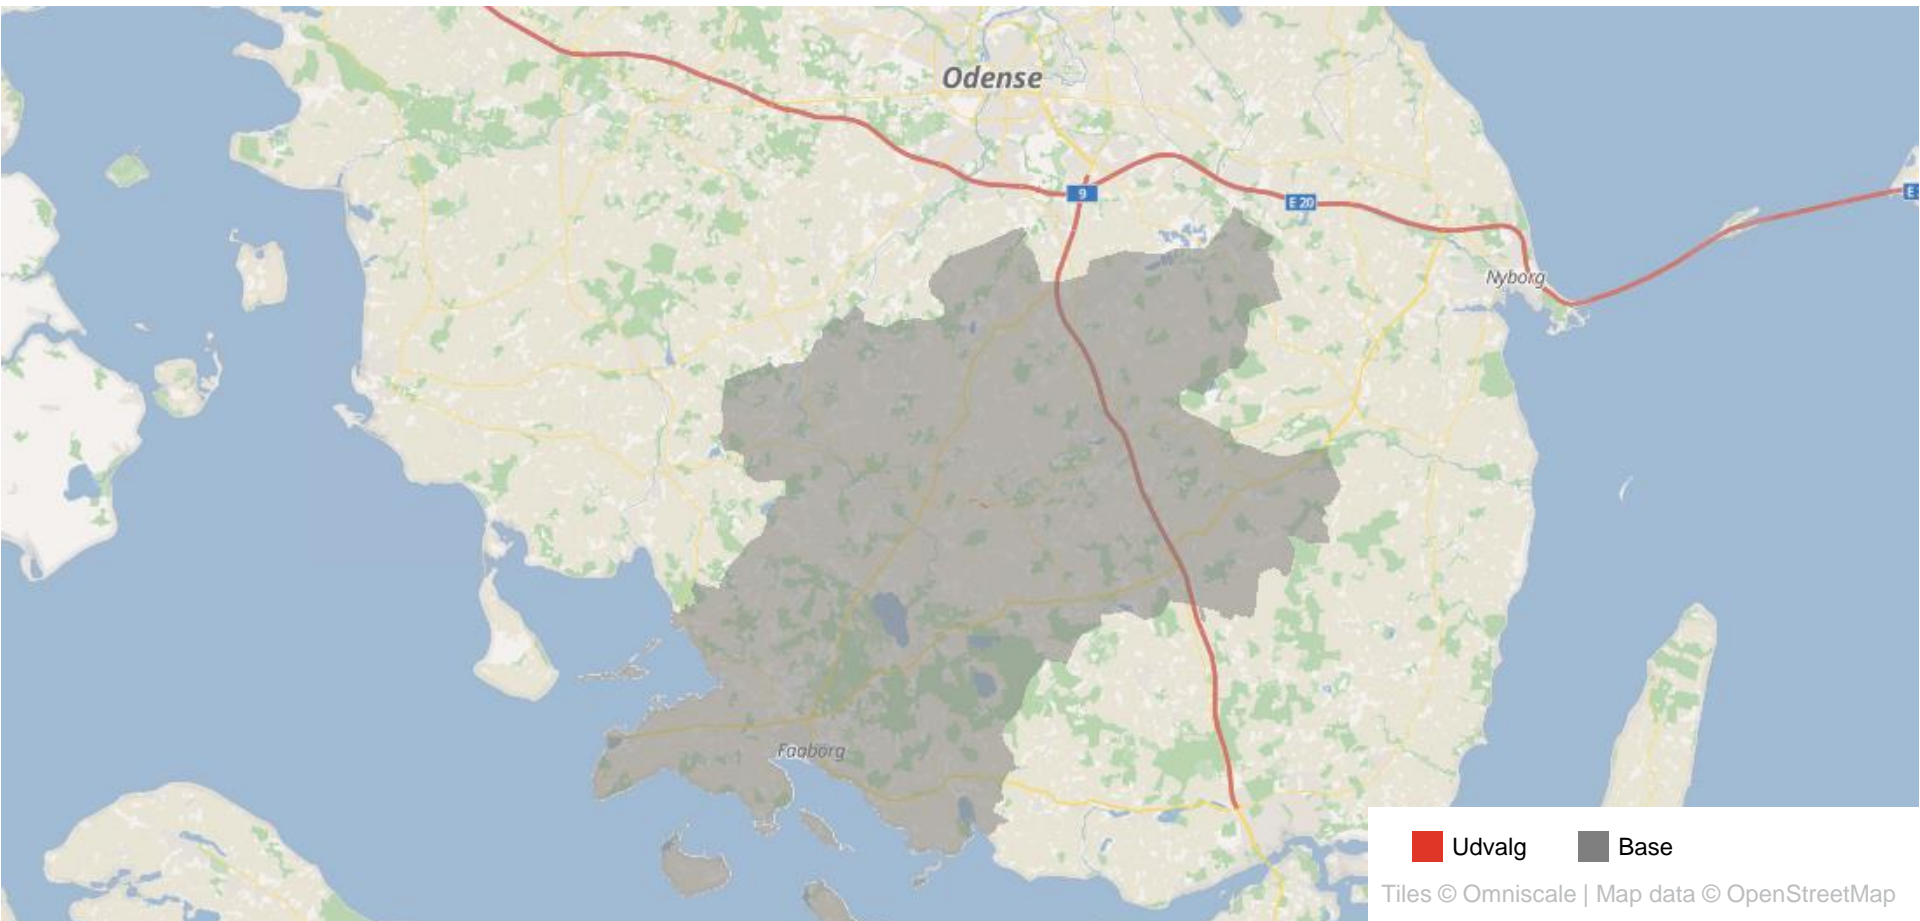 Odense
9
E 20
E
Nyborg
Faaborg
Udvalg
Base
Tiles © Omniscale | Map data © OpenStreetMap